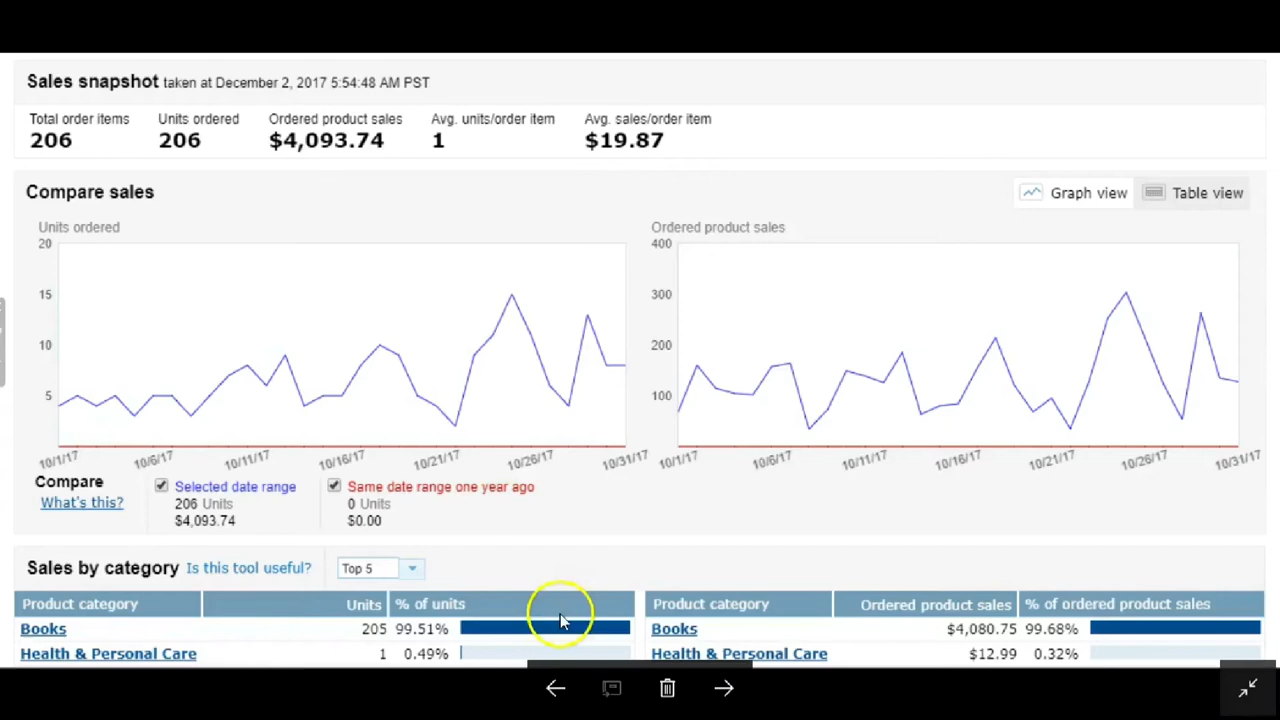 Sales snapshot taken at December 2, 2017 5:54:48 AM PST
Total order items Units ordered Ordered product sales Avg. units/order item Avg. sales/order item
206 206 $4,093.74 1 $19.87
Compare sales Graph view Table view
Units ordered Ordered product sales
20 400
15 300
10 200
5 100
10/1/17 10/6/17 10/11/17 10/16/17 10/21/17 10/26/17 10/31/17 10/1/17 10/6/17 10/11/17 10/16/17 10/21/17 10/26/17 10/31/17
Compare Selected date range Same date range one year ago
What's this? 206 Units 0 Units
$4,093.74 $0.00
Sales by category Is this tool useful? Top 5
Product category Units % of units Product category Ordered product sales % of ordered product sales
Books 205 99.51% Books $4,080.75 99.68%
Health & Personal Care 1 0.49% Health & Personal Care $12.99 0.32%